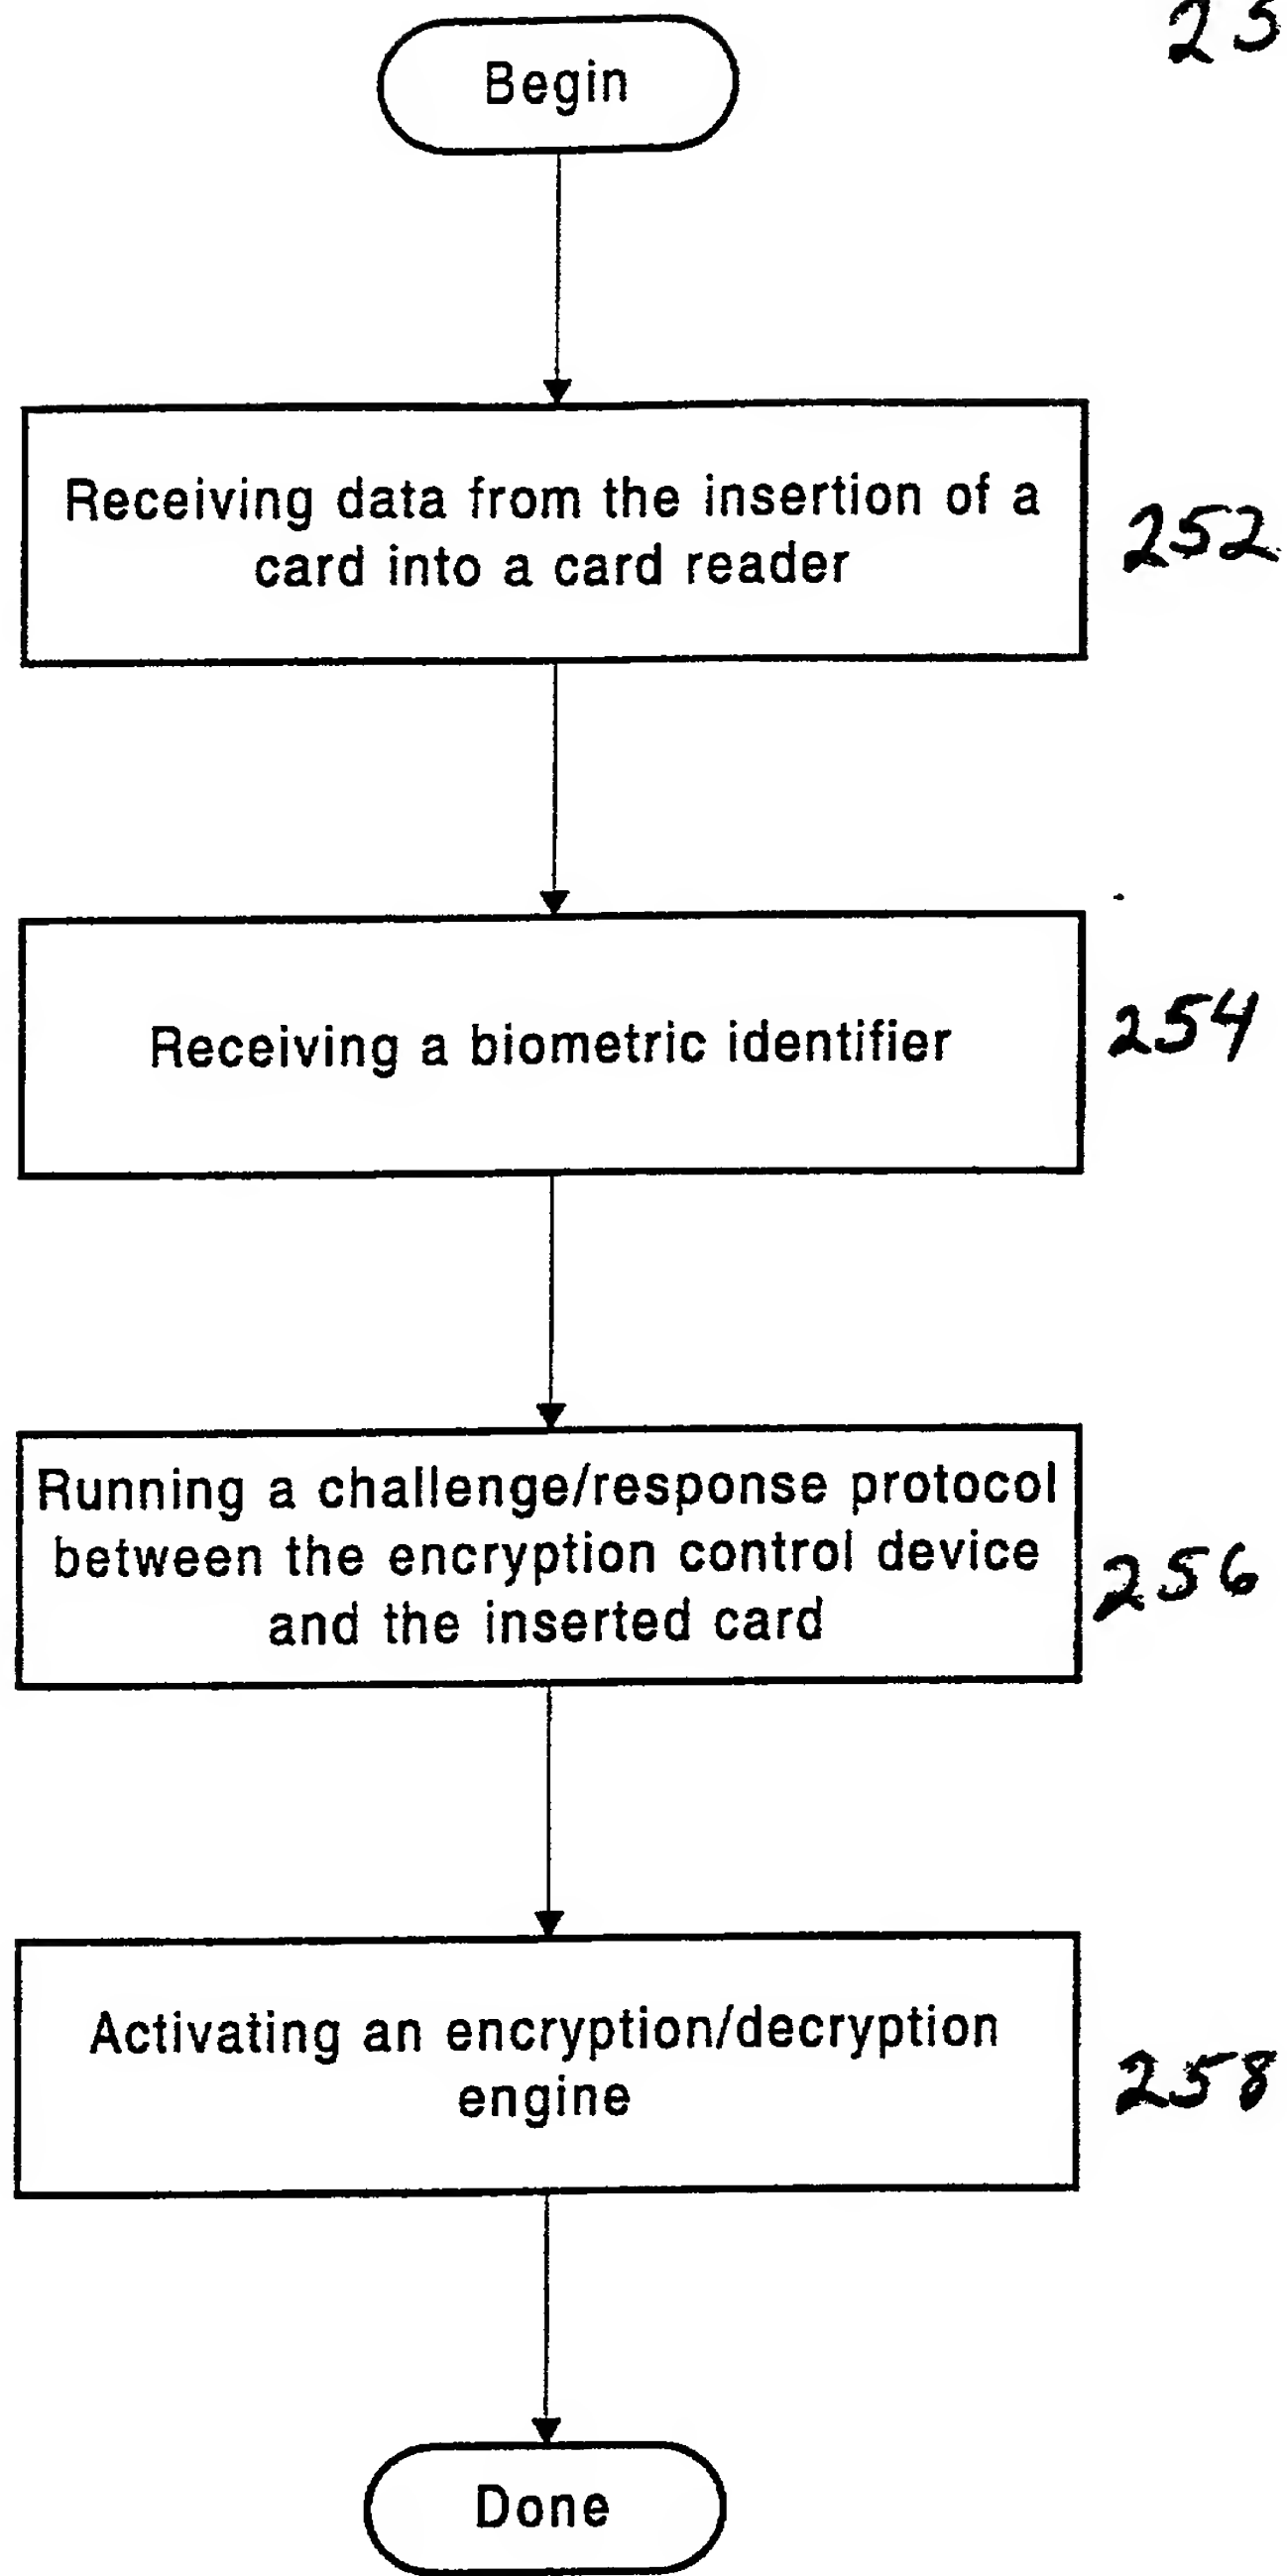 Begin
Receiving data from the insertion of a
card into a card reader
252
Receiving a biometric identifier
254
Running a challenge/response protocol
between the encryption control device
and the inserted card
256
Activating an encryption/decryption
engine
258
Done